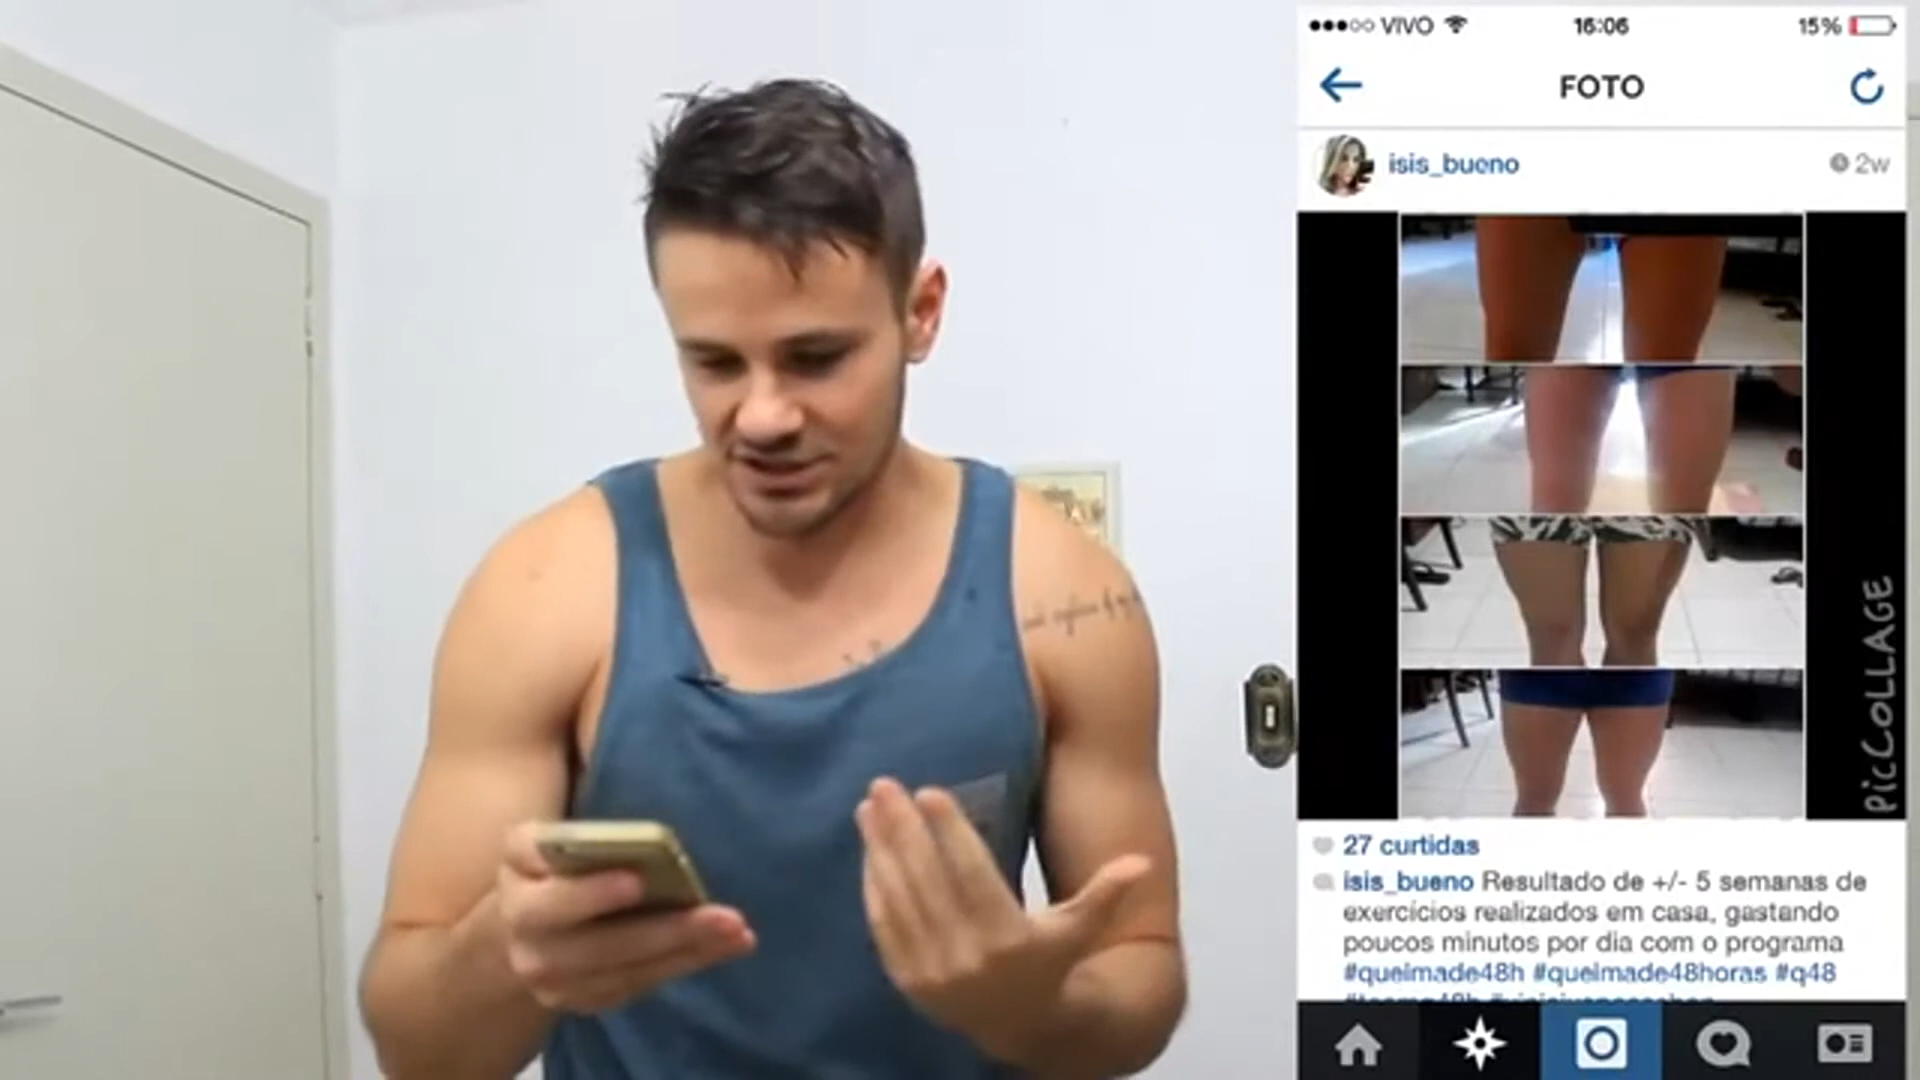 VIVO 16:06 15%
FOTO
isis_bueno 2w
PiCCOLLAGE
27 curtidas
isis_bueno Resultado de +/- 5 semanas de
exercícios realizados em casa, gastando
poucos minutos por dia com o programa
#queimade48h #queimade48horas #q48